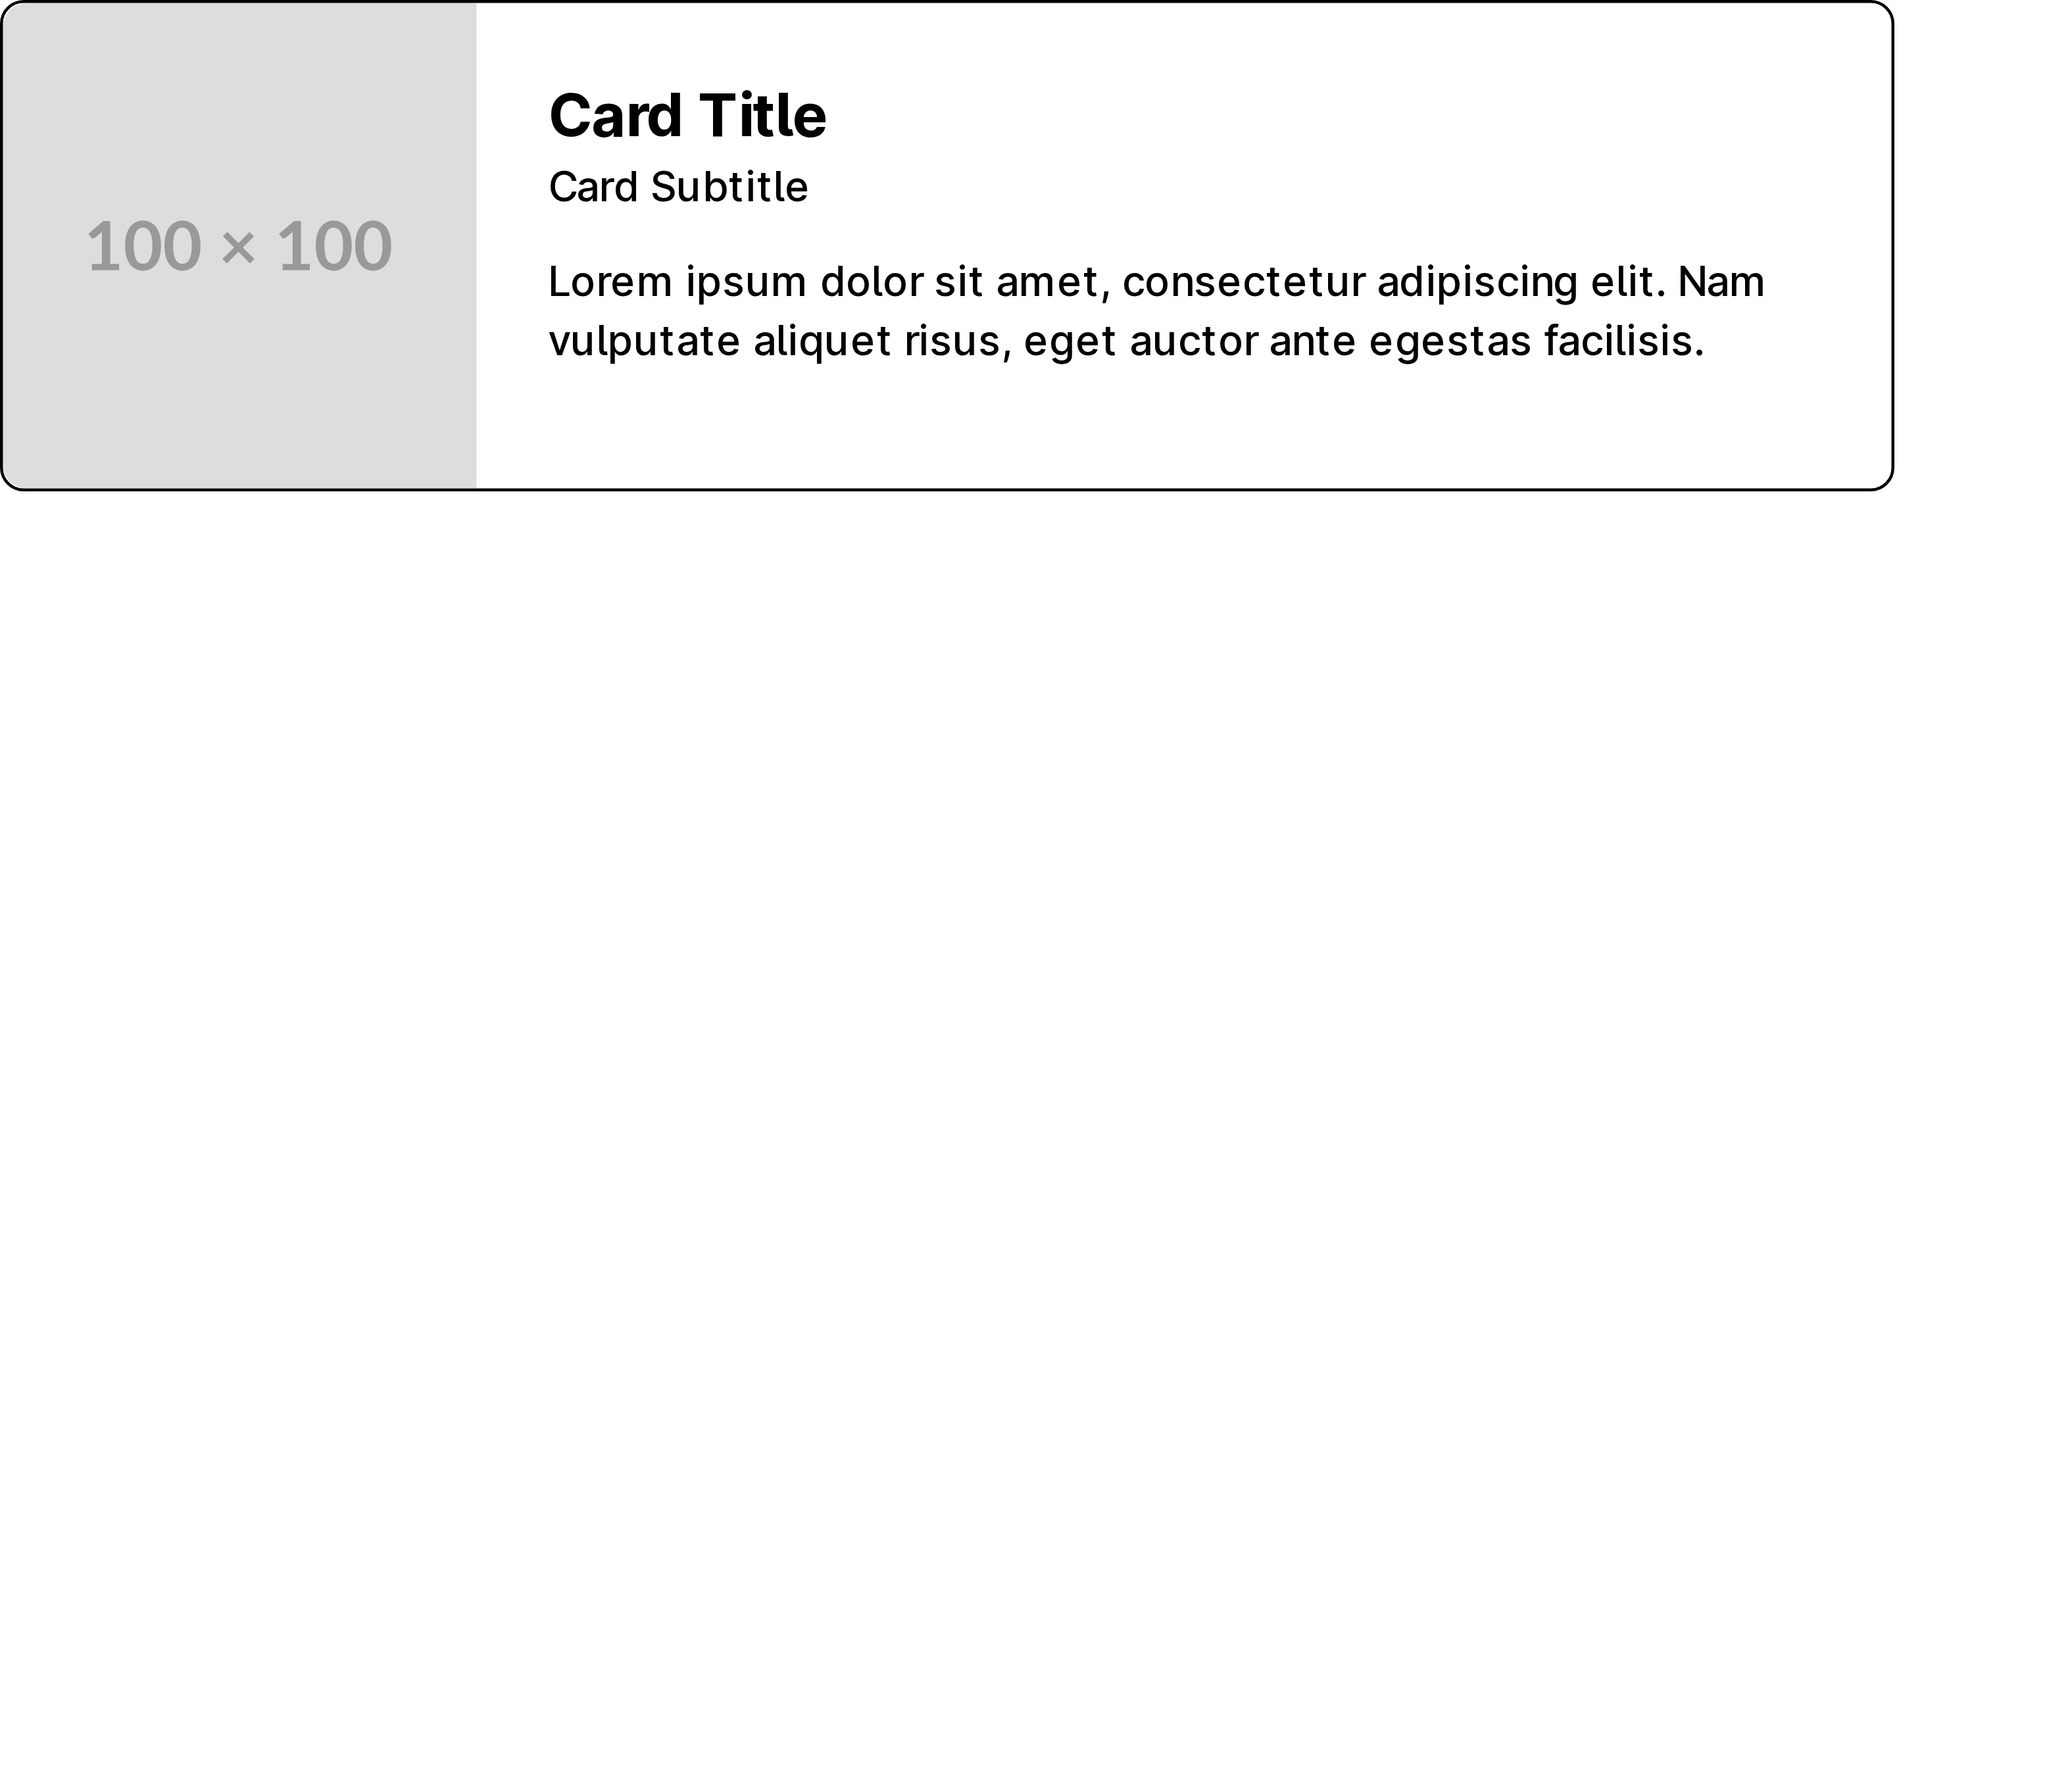 100 × 100
Card Title
Card Subtitle
Lorem ipsum dolor sit amet, consectetur adipiscing elit. Nam
vulputate aliquet risus, eget auctor ante egestas facilisis.